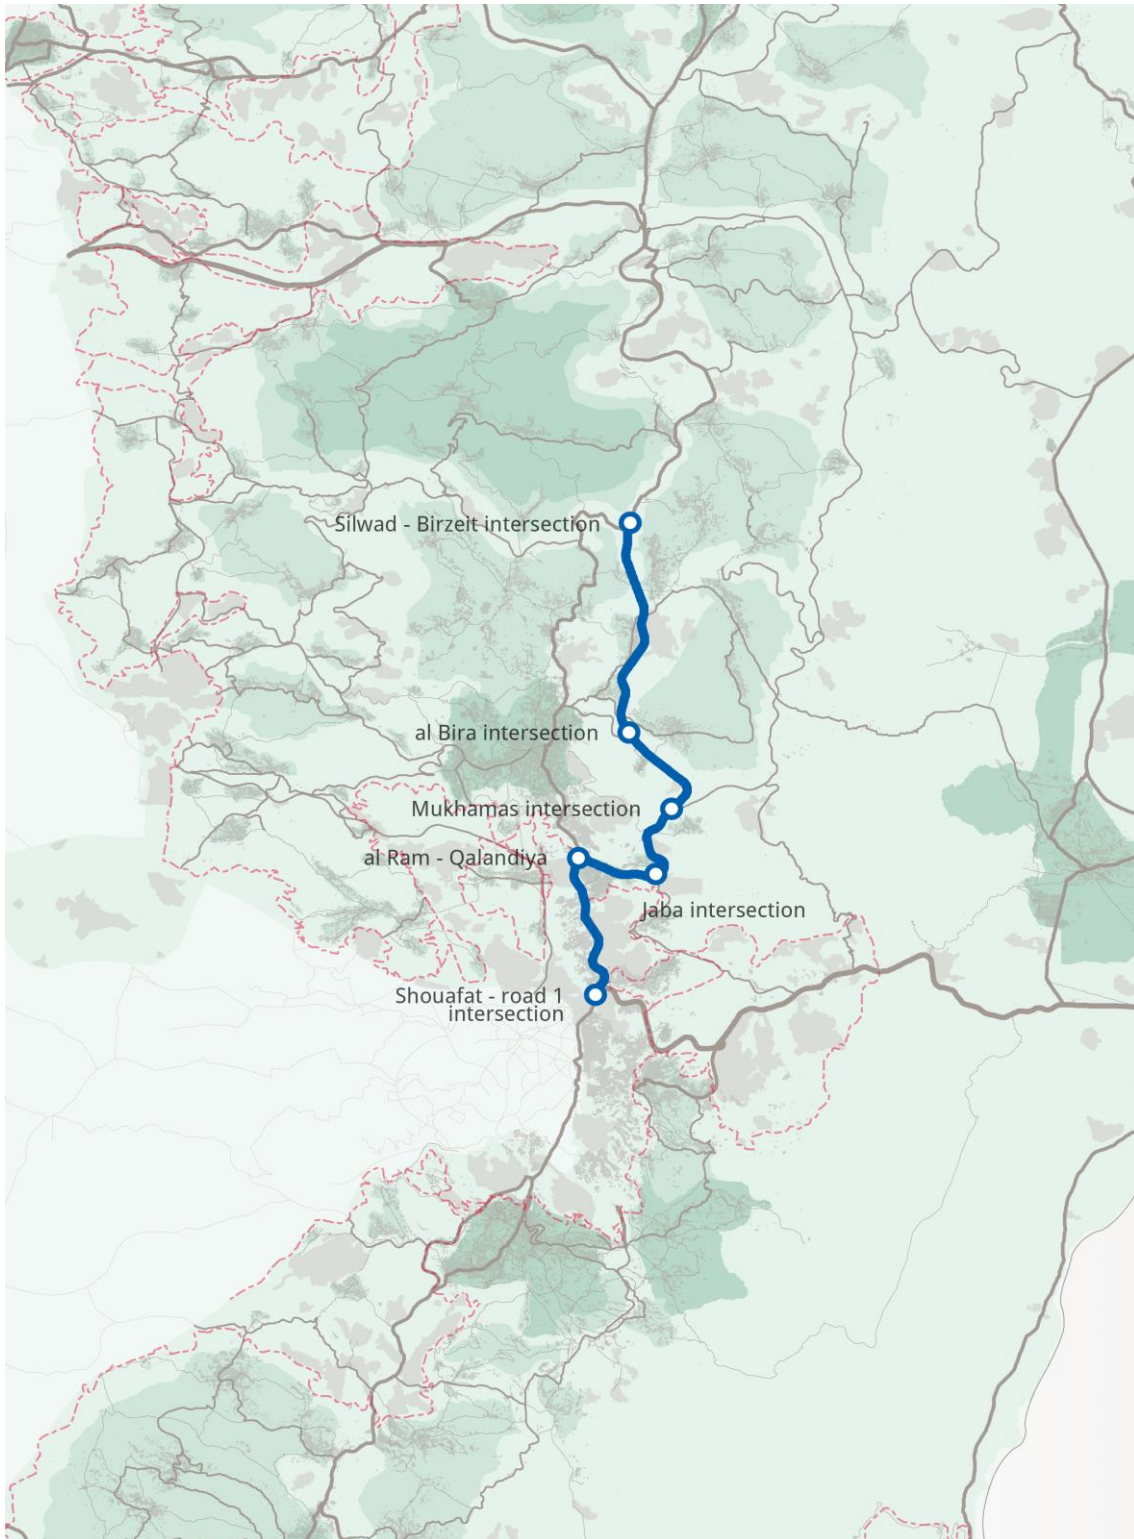 Silwad - Birzeit intersection
al Bira intersection
Mukhamas intersection
al Ram - Qalandiya
Jaba intersection
Shouafat - road 1
intersection